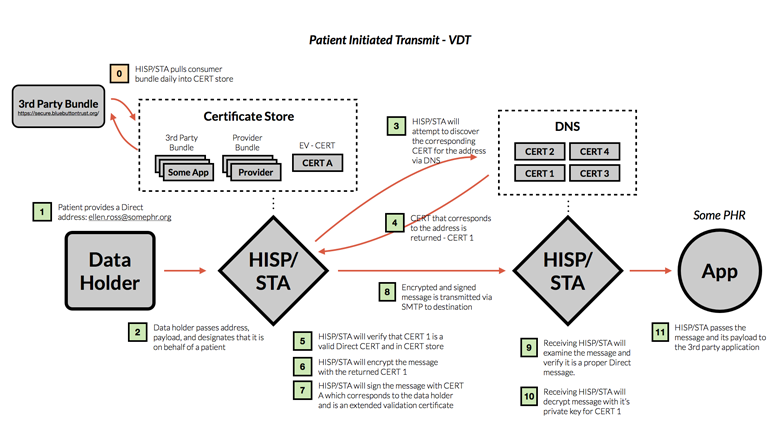 Patient Initiated Transmit - VDT
0
HISP/STA pulls consumer
bundle daily into CERT store
3rd Party Bundle
https://secure.bluebuttontrust.org/
Certificate Store
3rd Party
Bundle
Some App
Provider
Bundle
Provider
EV - CERT
CERT A
3
HISP/STA will
attempt to discover
the corresponding
CERT for the address
via DNS
DNS
CERT 2
CERT 4
CERT 1
CERT 3
1
Patient provides a Direct
address: ellen.ross@somephr.org
4
CERT that corresponds
to the address is
returned - CERT 1
Some PHR
Data
Holder
HISP/
STA
HISP/
STA
App
8
Encrypted and signed
message is transmitted via
SMTP to destination
2
Data holder passes address,
payload, and designates that it is
on behalf of a patient
5
HISP/STA will verify that CERT 1 is a
valid Direct CERT and in CERT store
6
HISP/STA will encrypt the message
with the returned CERT 1
7
HISP/STA will sign the message with CERT
A which corresponds to the data holder
and is an extended validation certificate
9
Receiving HISP/STA will
examine the message and
verify it is a proper Direct
message.
10
Receiving HISP/STA will
decrypt message with it's
private key for CERT 1
11
HISP/STA passes the
message and its payload to
the 3rd party application